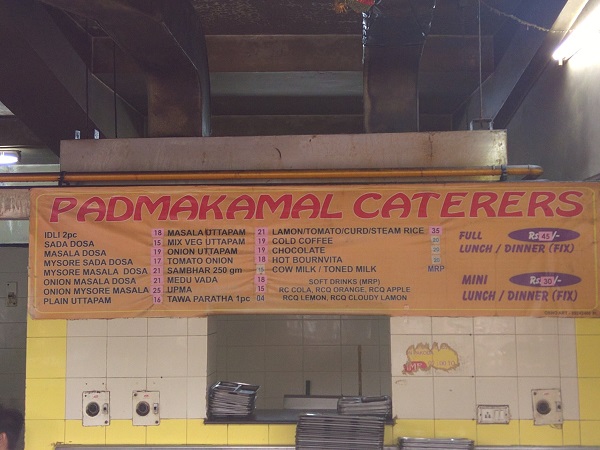 PADMAKAMAL CATERERS
IDLI 2pc 18
SADA DOSA 15
MASALA DOSA 19
MYSORE SADA DOSA 17
MYSORE MASALA DOSA 21
ONION MASALA DOSA 21
ONION MYSORE MASALA 25
PLAIN UTTAPAM 16
MASALA UTTAPAM 21
MIX VEG UTTAPAM 19
ONION UTTAPAM 19
TOMATO ONION 18
SAMBHAR 250 gm
MEDU VADA 18
UPMA 15
TAWA PARATHA 1pc 04
LAMON/TOMATO/CURD/STEAM RICE 35
COLD COFFEE
CHOCOLATE
HOT BOURNVITA
COW MILK / TONED MILK MRP
SOFT DRINKS (MRP)
RC COLA, RCQ ORANGE, RCQ APPLE
RCQ LEMON, RCQ CLOUDY LAMON
FULL Rs 45/-
LUNCH / DINNER (FIX)
MINI Rs 30/-
LUNCH / DINNER (FIX)